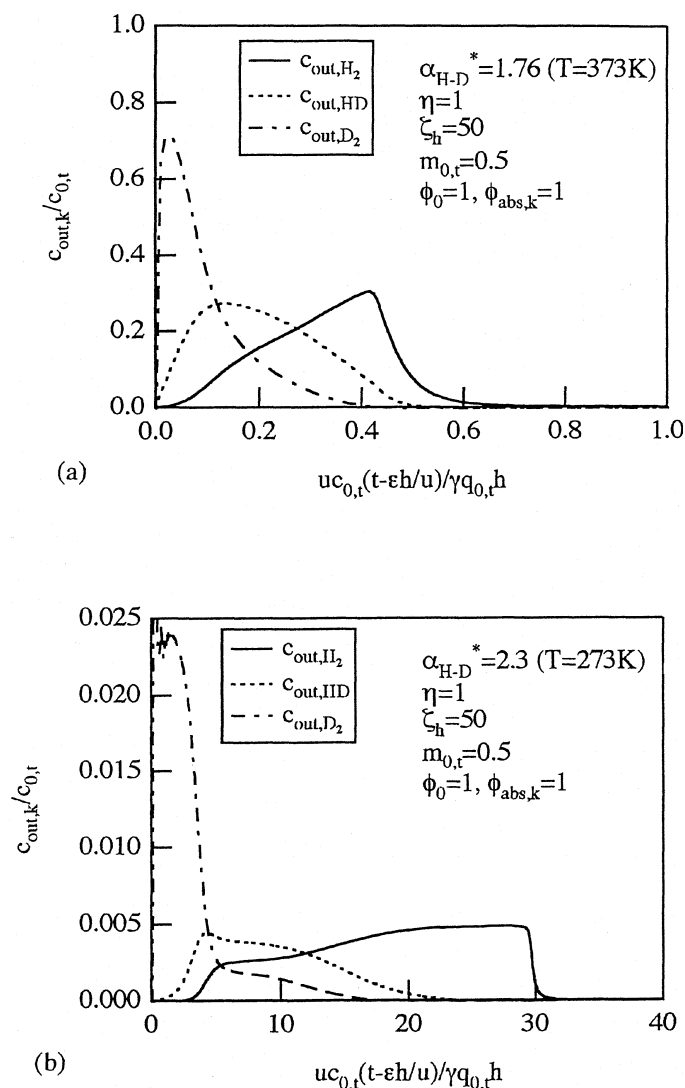 1.0
0.8
0.6
0.4
0.2
0.0
c_out,k/c_0,t
c_out,H₂
c_out,HD
c_out,D₂
α_H-D*=1.76 (T=373K)
η=1
ζ_h=50
m_0,t=0.5
ϕ_0=1, ϕ_abs,k=1
0.0 0.2 0.4 0.6 0.8 1.0
(a)
uc_0,t(t-εh/u)/γq_0,th
0.025
0.020
0.015
0.010
0.005
0.000
c_out,k/c_0,t
c_out,H₂
c_out,HD
c_out,D₂
α_H-D*=2.3 (T=273K)
η=1
ζ_h=50
m_0,t=0.5
ϕ_0=1, ϕ_abs,k=1
0 10 20 30 40
(b)
uc_0,t(t-εh/u)/γq_0,th